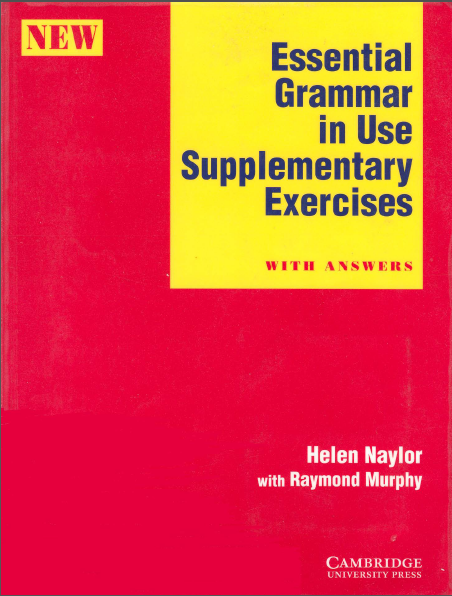 NEW
Essential
Grammar
in Use
Supplementary
Exercises
WITH ANSWERS
Helen Naylor
with Raymond Murphy
CAMBRIDGE
UNIVERSITY PRESS